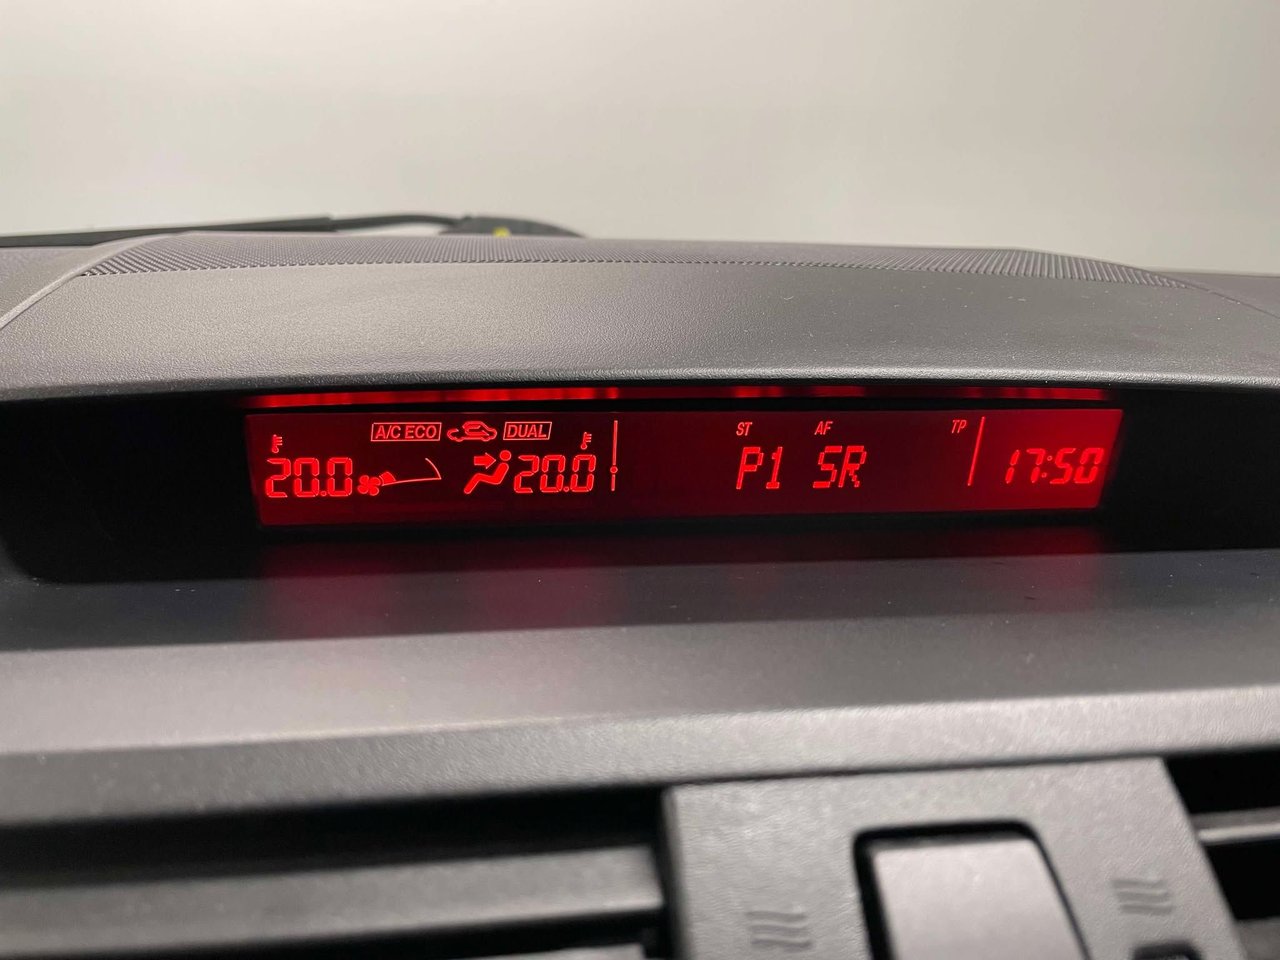 A/C ECO DUAL ST AF TP
20.0 20.0 P1 SR 17:50